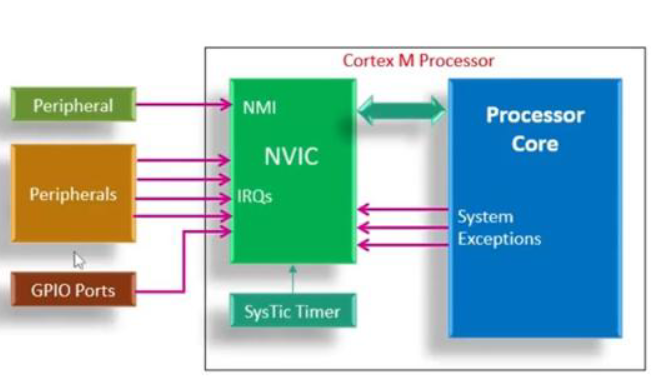 Cortex M Processor
Peripheral
NMI
Processor
Core
NVIC
Peripherals
IRQs
System
Exceptions
GPIO Ports
SysTic Timer